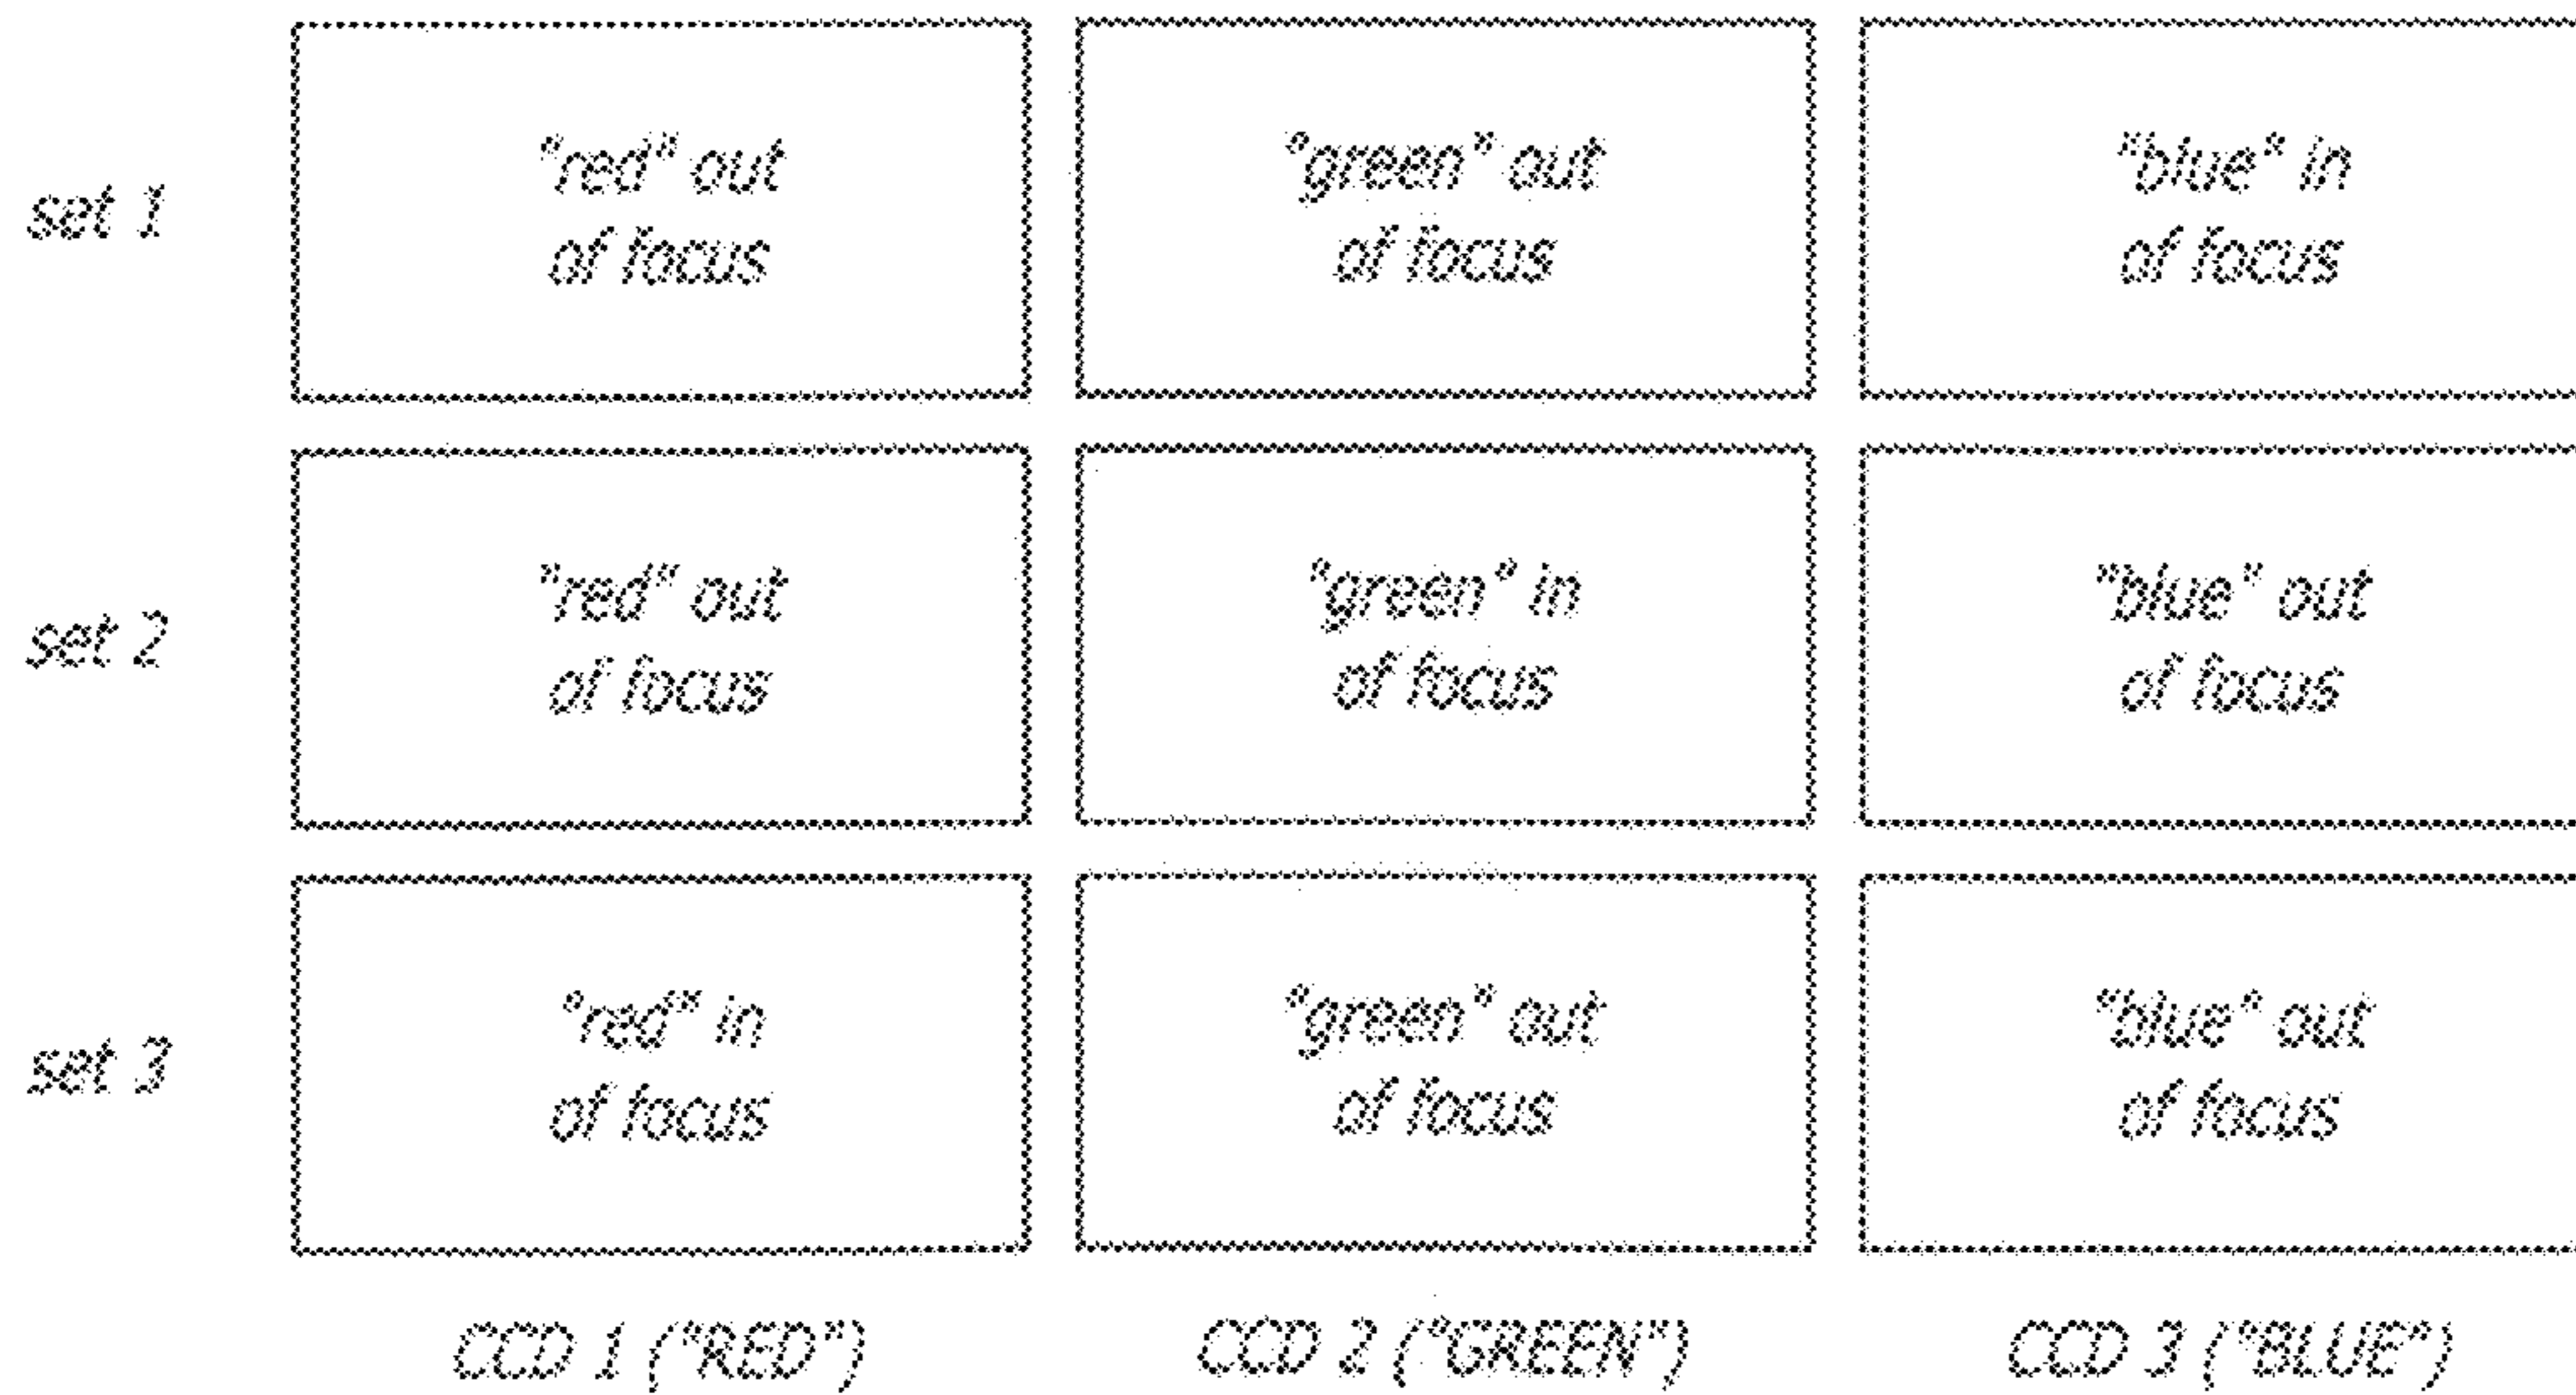 set 1
"red" out
of focus
"green" out
of focus
"blue" in
of focus
set 2
"red" out
of focus
"green" in
of focus
"blue" out
of focus
set 3
"red" in
of focus
"green" out
of focus
"blue" out
of focus
CCD 1 ("RED")
CCD 2 ("GREEN")
CCD 3 ("BLUE")